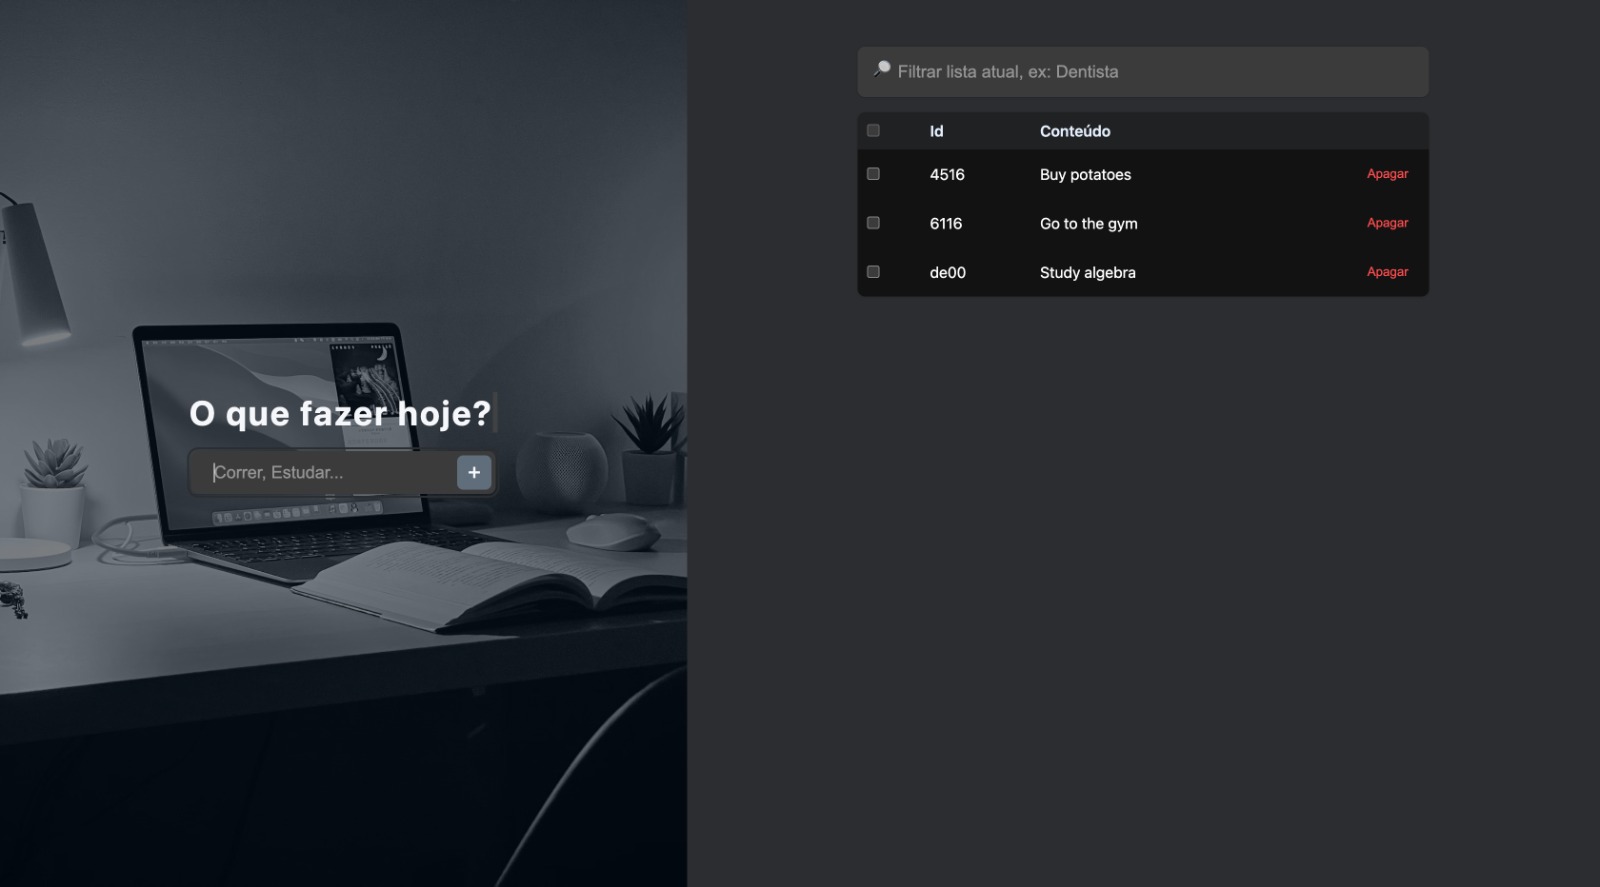 O que fazer hoje?
Correr, Estudar...
+
Filtrar lista atual, ex: Dentista
Id Conteúdo
4516 Buy potatoes Apagar
6116 Go to the gym Apagar
de00 Study algebra Apagar